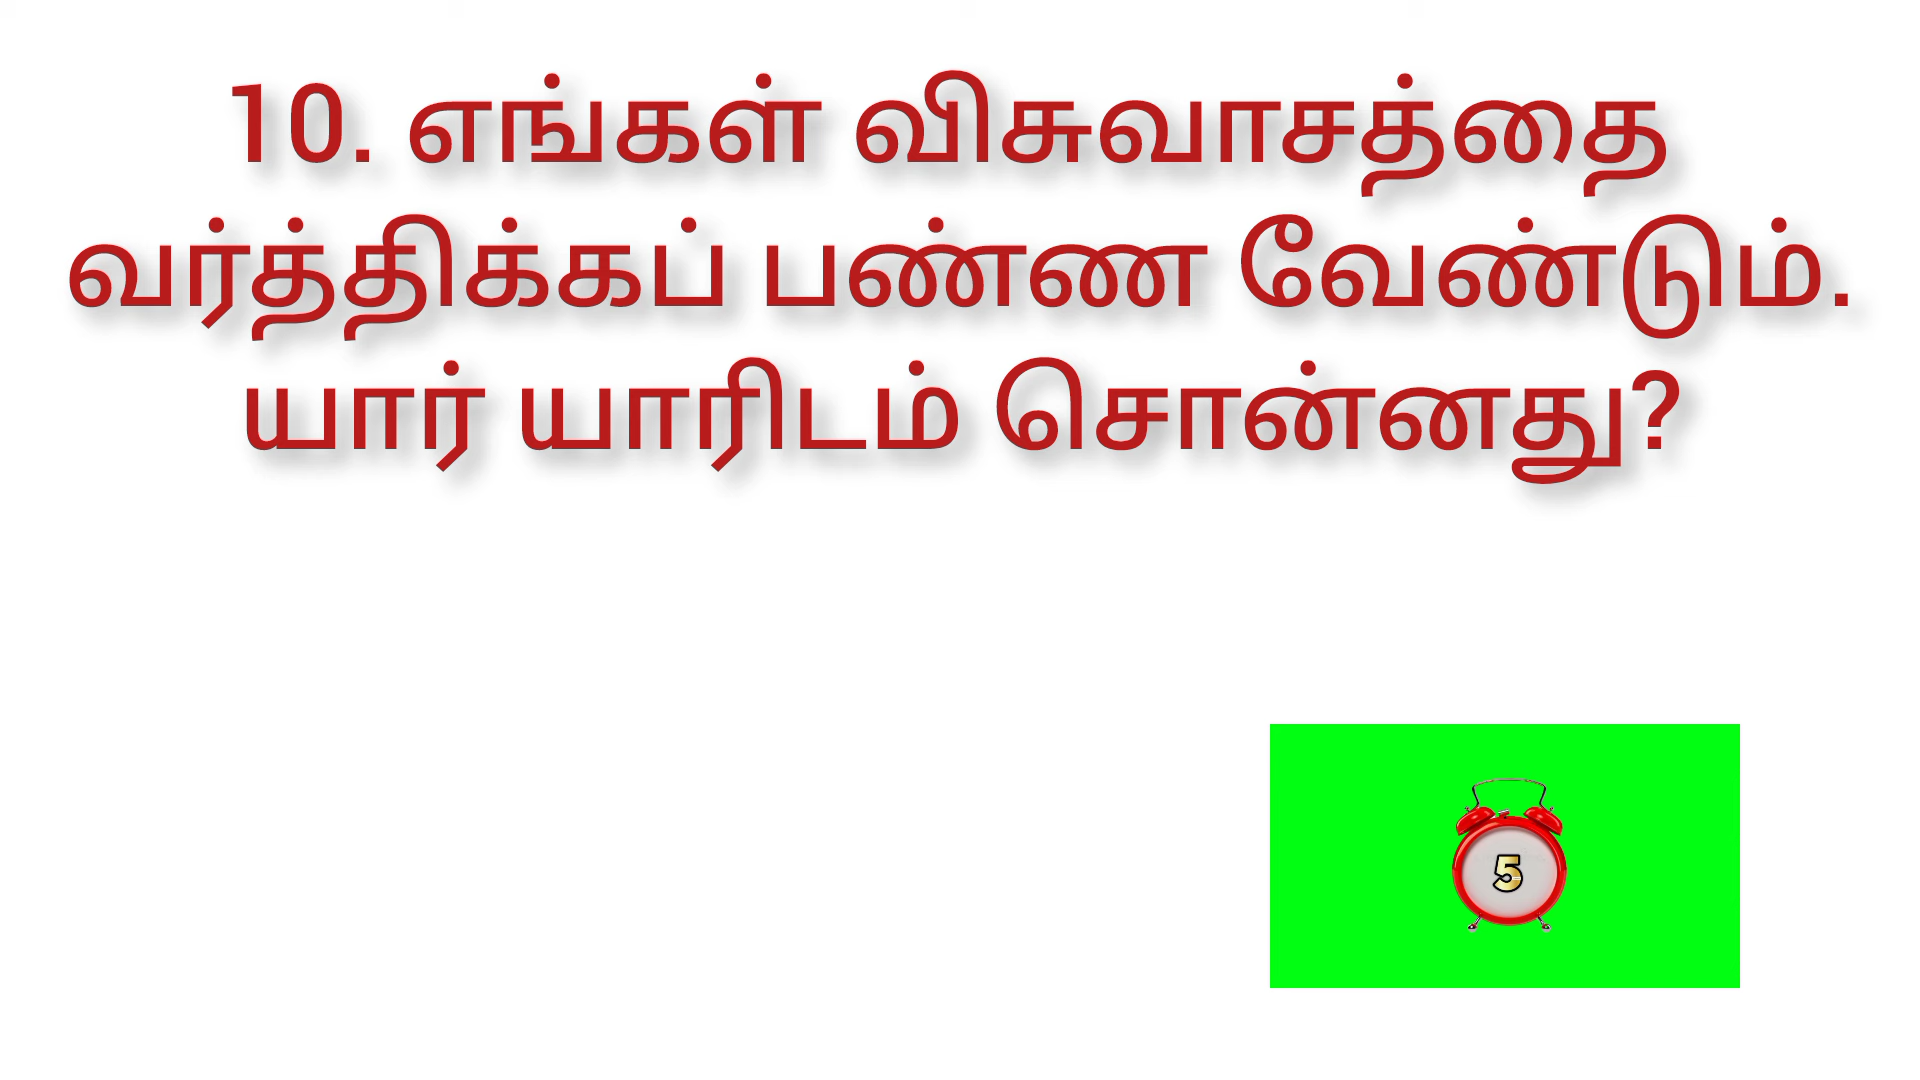 10. எங்கள் விசுவாசத்தை
வர்த்திக்கப் பண்ண வேண்டும்.
யார் யாரிடம் சொன்னது?
5